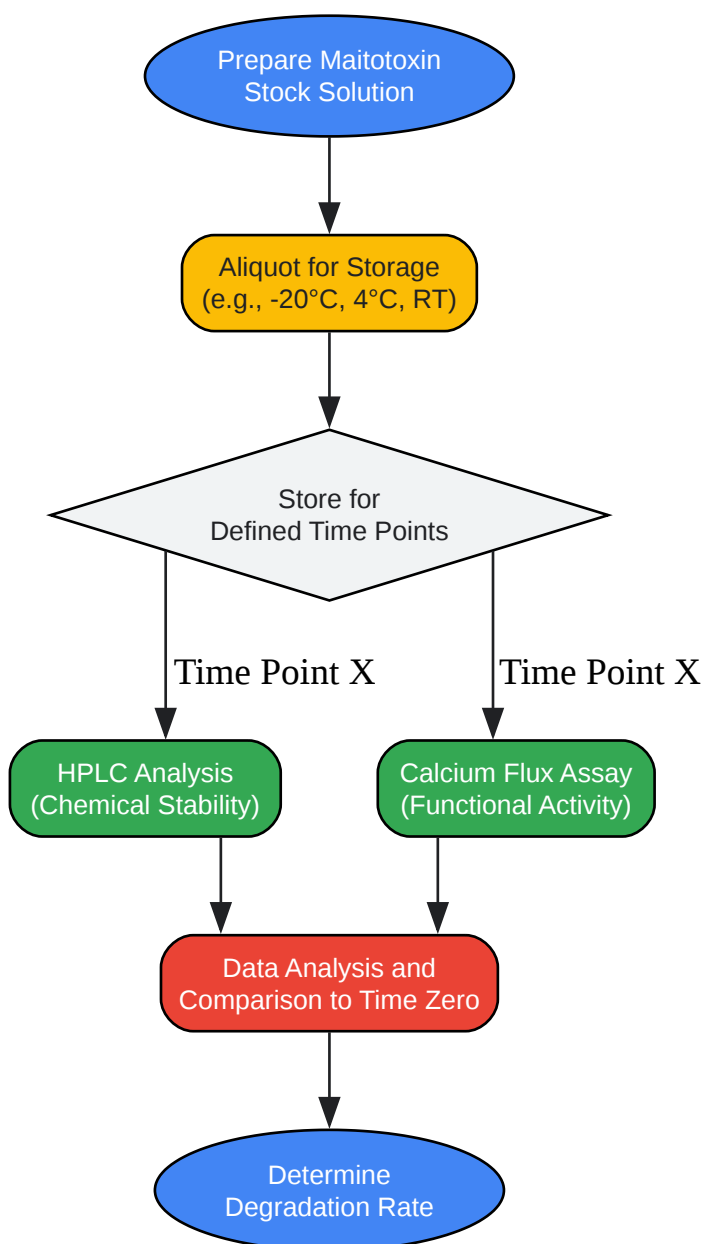 Prepare Maitotoxin
Stock Solution
Aliquot for Storage
(e.g., -20°C, 4°C, RT)
Store for
Defined Time Points
Time Point X
Time Point X
HPLC Analysis
(Chemical Stability)
Calcium Flux Assay
(Functional Activity)
Data Analysis and
Comparison to Time Zero
Determine
Degradation Rate